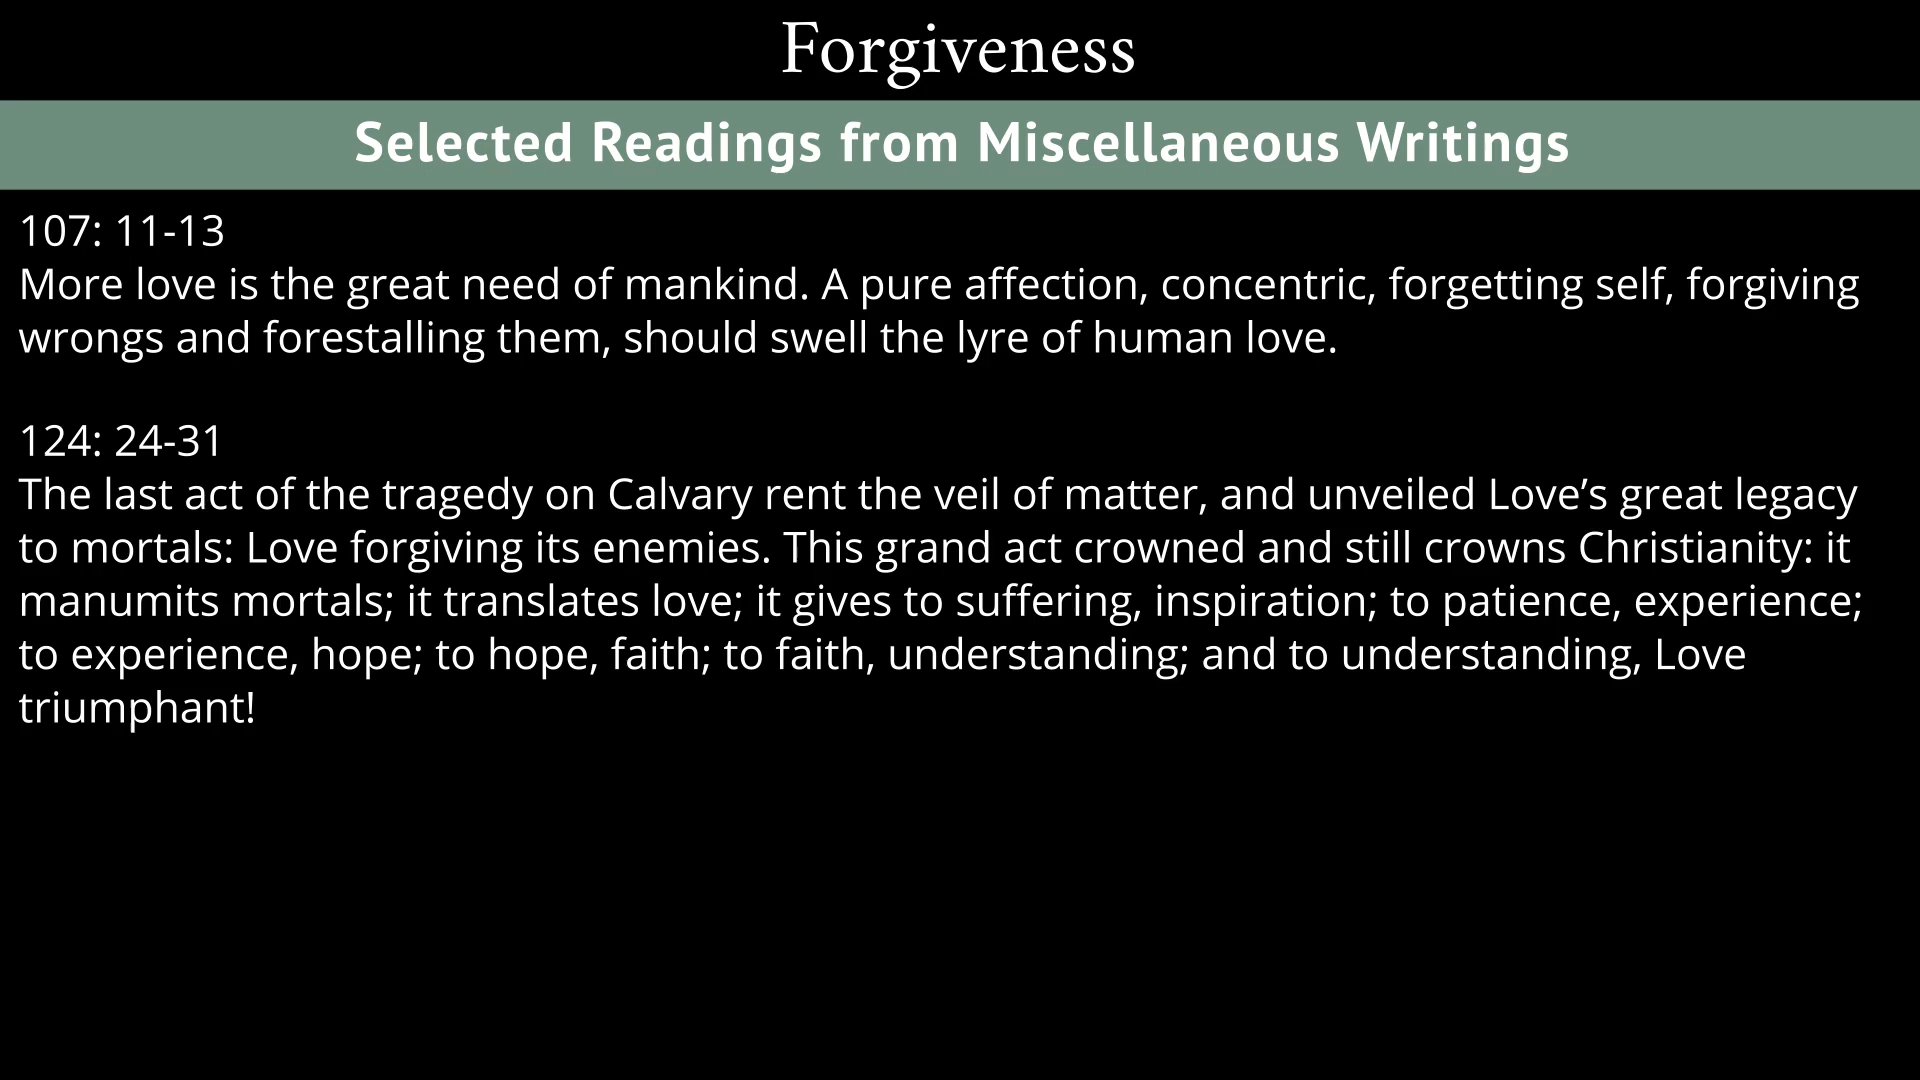 Forgiveness
Selected Readings from Miscellaneous Writings
107: 11-13
More love is the great need of mankind. A pure affection, concentric, forgetting self, forgiving
wrongs and forestalling them, should swell the lyre of human love.
124: 24-31
The last act of the tragedy on Calvary rent the veil of matter, and unveiled Love’s great legacy
to mortals: Love forgiving its enemies. This grand act crowned and still crowns Christianity: it
manumits mortals; it translates love; it gives to suffering, inspiration; to patience, experience;
to experience, hope; to hope, faith; to faith, understanding; and to understanding, Love
triumphant!